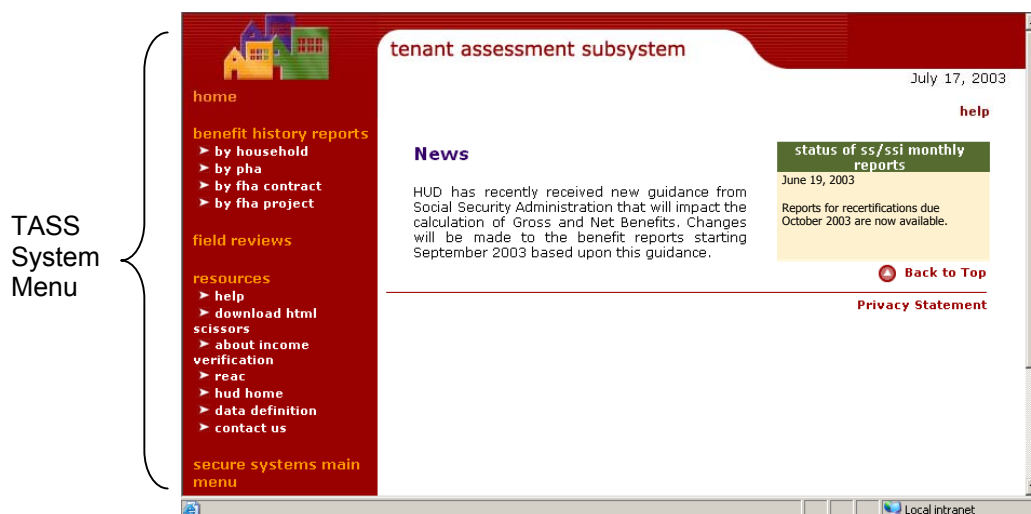 TASS
System
Menu
home
benefit history reports
by household
by pha
by fha contract
by fha project
field reviews
resources
help
download html
scissors
about income
verification
reac
hud home
data definition
contact us
secure systems main
menu
tenant assessment subsystem
July 17, 2003
help
News
HUD has recently received new guidance from
Social Security Administration that will impact the
calculation of Gross and Net Benefits. Changes
will be made to the benefit reports starting
September 2003 based upon this guidance.
status of ss/ssi monthly
reports
June 19, 2003
Reports for recertifications due
October 2003 are now available.
Back to Top
Privacy Statement
Local intranet